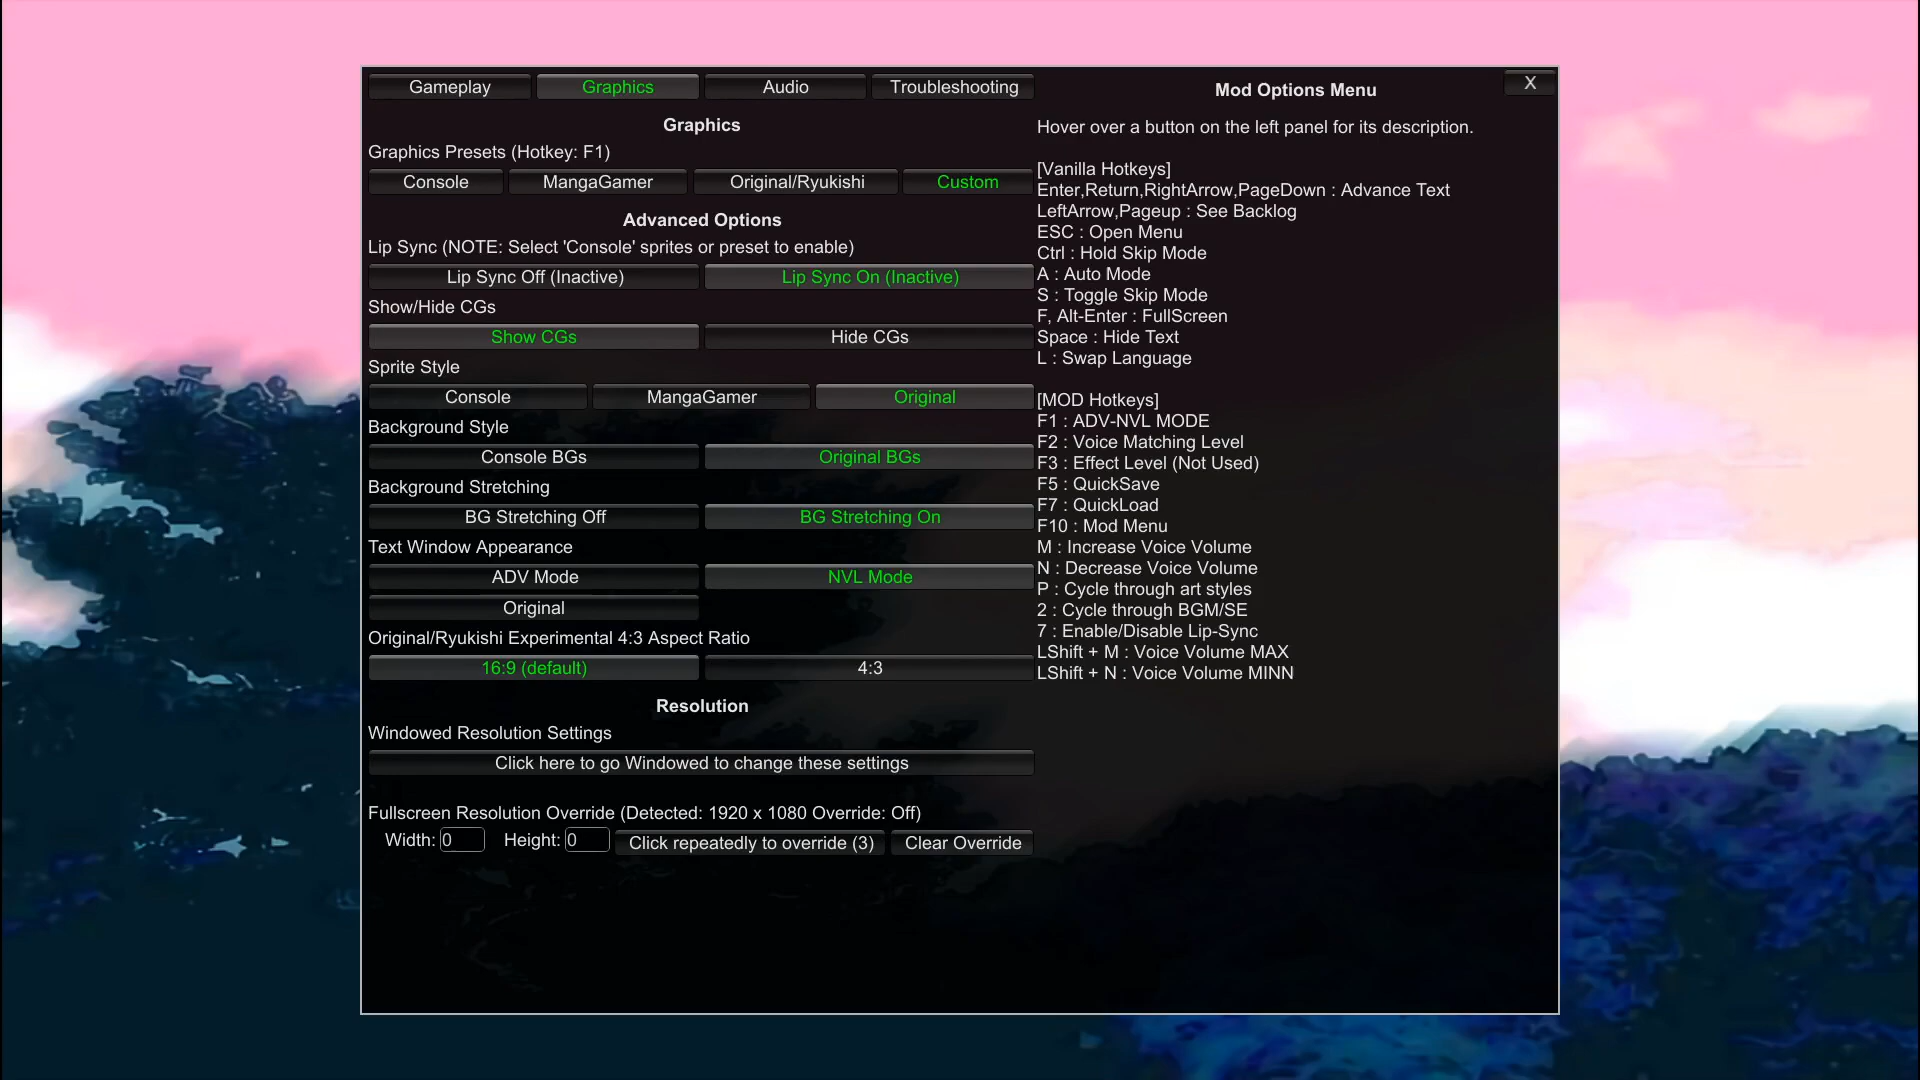 Gameplay Graphics Audio Troubleshooting
Graphics
Graphics Presets (Hotkey: F1)
Console MangaGamer Original/Ryukishi Custom
Advanced Options
Lip Sync (NOTE: Select 'Console' sprites or preset to enable)
Lip Sync Off (Inactive) Lip Sync On (Inactive)
Show/Hide CGs
Show CGs Hide CGs
Sprite Style
Console MangaGamer Original
Background Style
Console BGs Original BGs
Background Stretching
BG Stretching Off BG Stretching On
Text Window Appearance
ADV Mode NVL Mode
Original
Original/Ryukishi Experimental 4:3 Aspect Ratio
16:9 (default) 4:3
Resolution
Windowed Resolution Settings
Click here to go Windowed to change these settings
Fullscreen Resolution Override (Detected: 1920 x 1080 Override: Off)
Width: 0 Height: 0 Click repeatedly to override (3) Clear Override
Mod Options Menu X
Hover over a button on the left panel for its description.
[Vanilla Hotkeys]
Enter,Return,RightArrow,PageDown : Advance Text
LeftArrow,Pageup : See Backlog
ESC : Open Menu
Ctrl : Hold Skip Mode
A : Auto Mode
S : Toggle Skip Mode
F, Alt-Enter : FullScreen
Space : Hide Text
L : Swap Language
[MOD Hotkeys]
F1 : ADV-NVL MODE
F2 : Voice Matching Level
F3 : Effect Level (Not Used)
F5 : QuickSave
F7 : QuickLoad
F10 : Mod Menu
M : Increase Voice Volume
N : Decrease Voice Volume
P : Cycle through art styles
2 : Cycle through BGM/SE
7 : Enable/Disable Lip-Sync
LShift + M : Voice Volume MAX
LShift + N : Voice Volume MINN